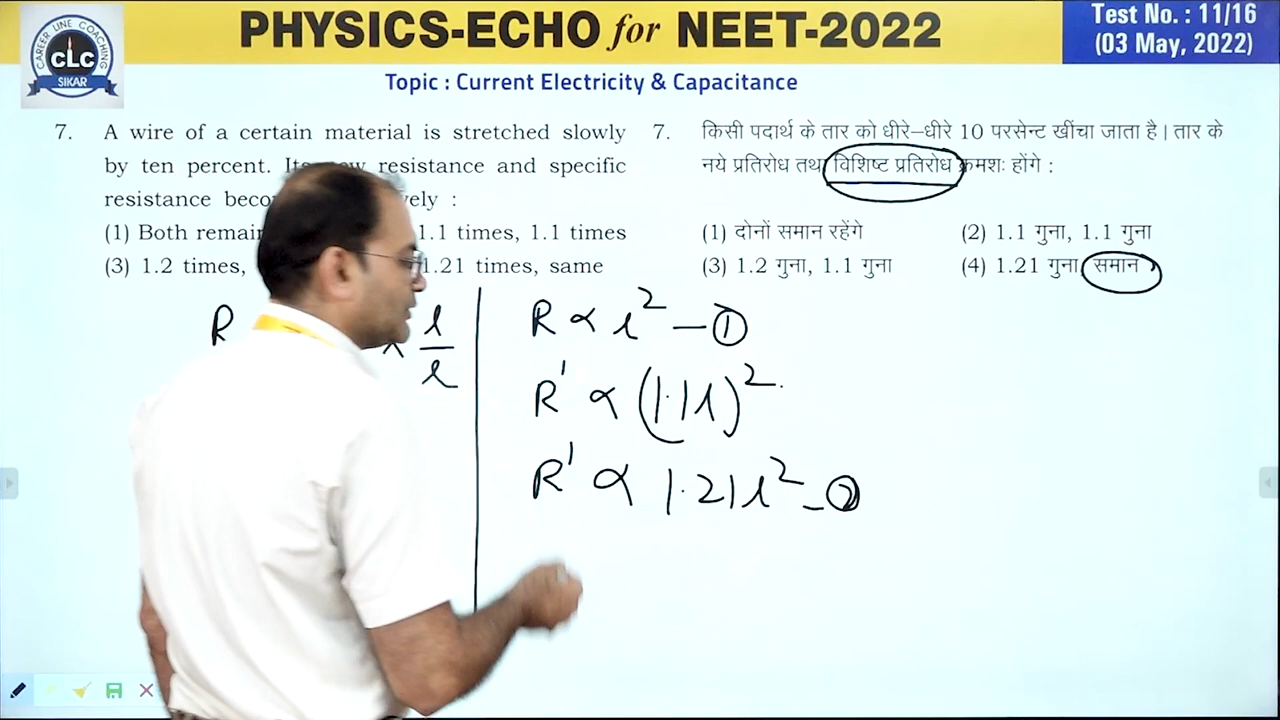 PHYSICS-ECHO for NEET-2022
Test No. : 11/16
(03 May, 2022)
CAREER LINE COACHING
CLC
SIKAR
Topic : Current Electricity & Capacitance
7. A wire of a certain material is stretched slowly
by ten percent. resistance and specific
resistance :
(1) Both 1.1 times, 1.1 times
(3) 1.2 times, 1.21 times, same
7. किसी पदार्थ के तार को धीरे–धीरे 10 परसेन्ट खींचा जाता है। तार के
नये प्रतिरोध तथा विशिष्ट प्रतिरोध क्रमशः होंगे :
(1) दोनों समान रहेंगे (2) 1.1 गुना, 1.1 गुना
(3) 1.2 गुना, 1.1 गुना (4) 1.21 गुना, समान
R × l/l
R ∝ l² — ①
R' ∝ (1.1l)²
R' ∝ 1.21l² - ②